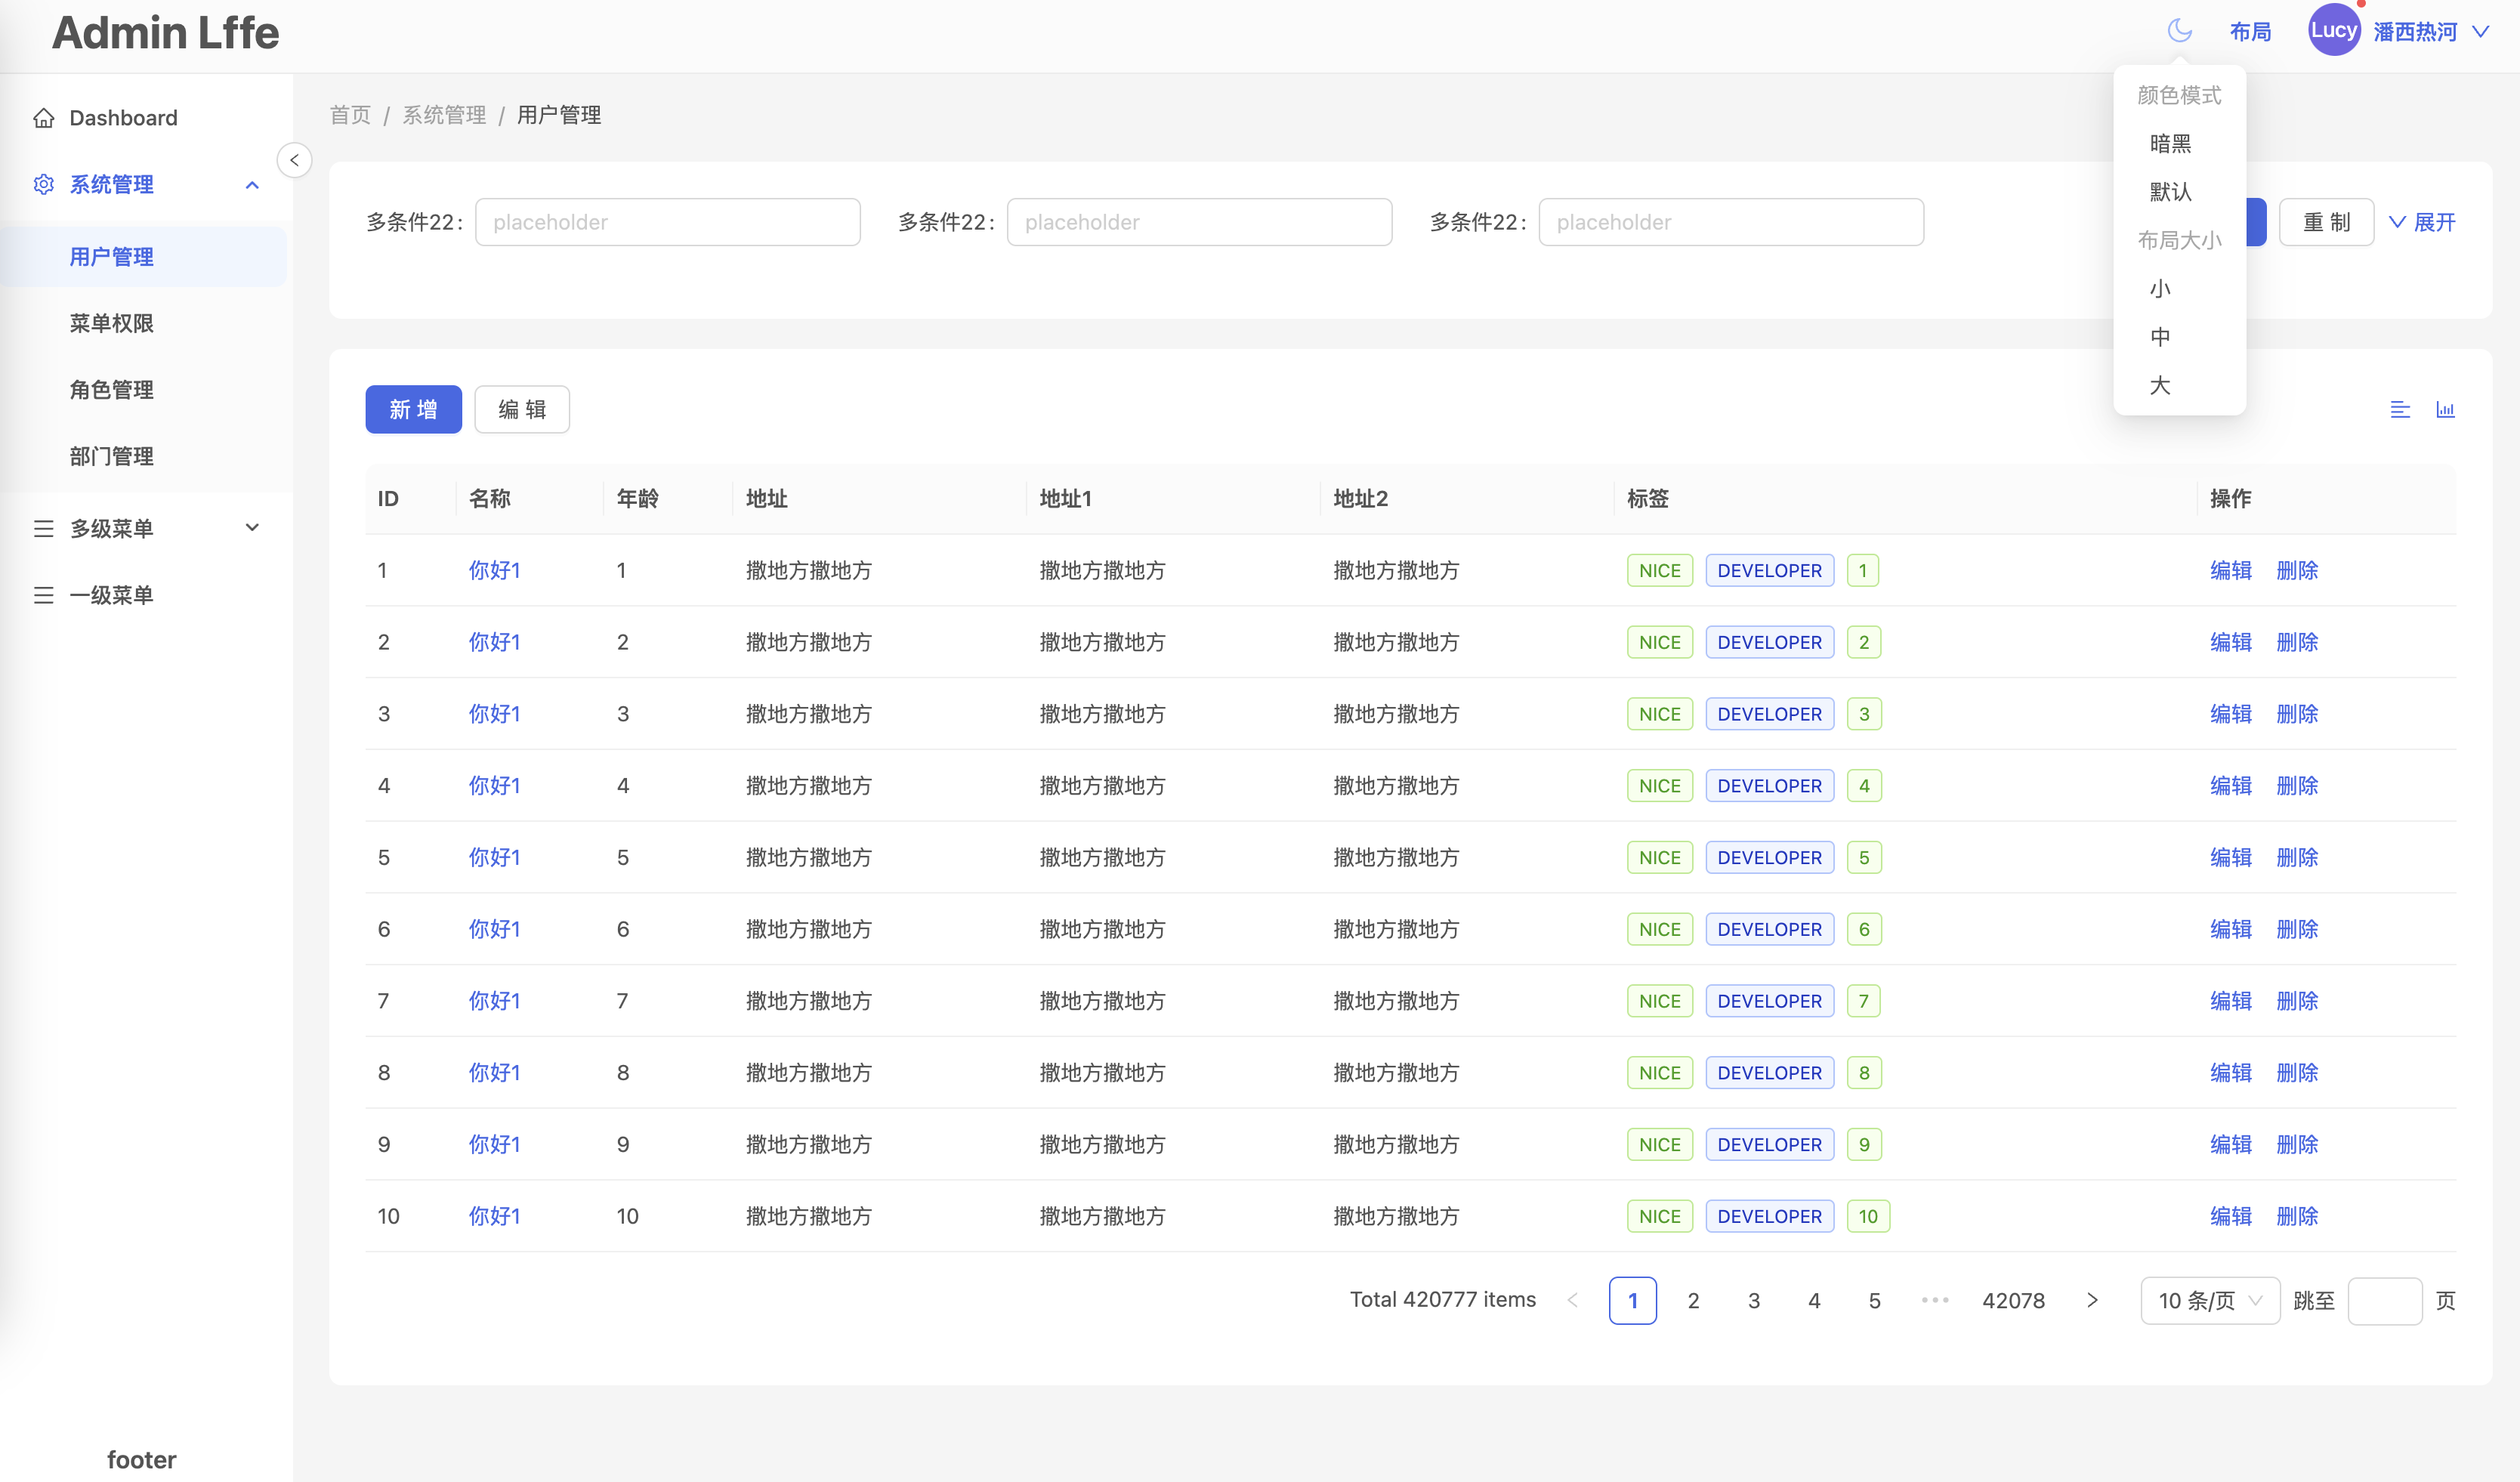 Admin Lffe
布局
Lucy
潘西热河
Dashboard
系统管理
用户管理
菜单权限
角色管理
部门管理
多级菜单
一级菜单
footer
首页 / 系统管理 / 用户管理
颜色模式
暗黑
默认
布局大小
小
中
大
多条件22: placeholder 多条件22: placeholder 多条件22: placeholder 重 制 展开
新 增 编 辑
ID 名称 年龄 地址 地址1 地址2 标签 操作
1 你好1 1 撒地方撒地方 撒地方撒地方 撒地方撒地方 NICE DEVELOPER 1 编辑 删除
2 你好1 2 撒地方撒地方 撒地方撒地方 撒地方撒地方 NICE DEVELOPER 2 编辑 删除
3 你好1 3 撒地方撒地方 撒地方撒地方 撒地方撒地方 NICE DEVELOPER 3 编辑 删除
4 你好1 4 撒地方撒地方 撒地方撒地方 撒地方撒地方 NICE DEVELOPER 4 编辑 删除
5 你好1 5 撒地方撒地方 撒地方撒地方 撒地方撒地方 NICE DEVELOPER 5 编辑 删除
6 你好1 6 撒地方撒地方 撒地方撒地方 撒地方撒地方 NICE DEVELOPER 6 编辑 删除
7 你好1 7 撒地方撒地方 撒地方撒地方 撒地方撒地方 NICE DEVELOPER 7 编辑 删除
8 你好1 8 撒地方撒地方 撒地方撒地方 撒地方撒地方 NICE DEVELOPER 8 编辑 删除
9 你好1 9 撒地方撒地方 撒地方撒地方 撒地方撒地方 NICE DEVELOPER 9 编辑 删除
10 你好1 10 撒地方撒地方 撒地方撒地方 撒地方撒地方 NICE DEVELOPER 10 编辑 删除
Total 420777 items < 1 2 3 4 5 ••• 42078 > 10 条/页 跳至 页